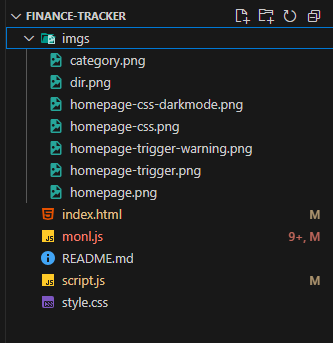 FINANCE-TRACKER
imgs
category.png
dir.png
homepage-css-darkmode.png
homepage-css.png
homepage-trigger-warning.png
homepage-trigger.png
homepage.png
index.html M
monl.js 9+, M
README.md
script.js M
style.css